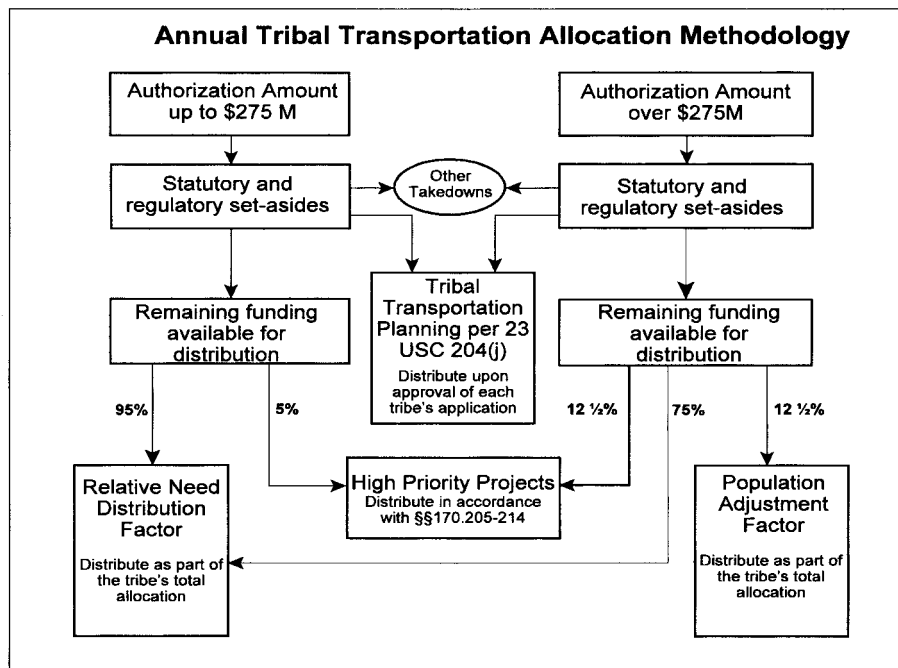 Annual Tribal Transportation Allocation Methodology
Authorization Amount
up to $275 M
Authorization Amount
over $275M
Other
Takedowns
Statutory and
regulatory set-asides
Statutory and
regulatory set-asides
Tribal
Transportation
Planning per 23
USC 204(j)
Distribute upon
approval of each
tribe's application
Remaining funding
available for
distribution
Remaining funding
available for
distribution
95%
5%
12 ½%
75%
12 ½%
Relative Need
Distribution
Factor
Distribute as part of
the tribe's total
allocation
High Priority Projects
Distribute in accordance
with §§170.205-214
Population
Adjustment
Factor
Distribute as part of
the tribe's total
allocation